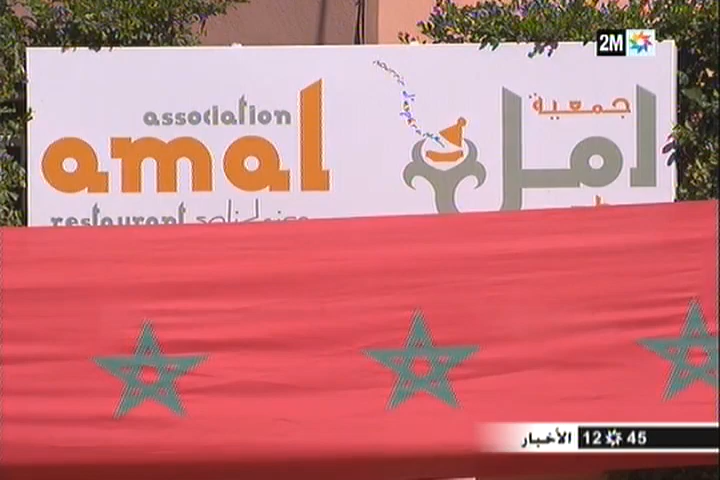 2M
association
جمعية
amal
امل
restaurant solidaire
الأخبار 12 45